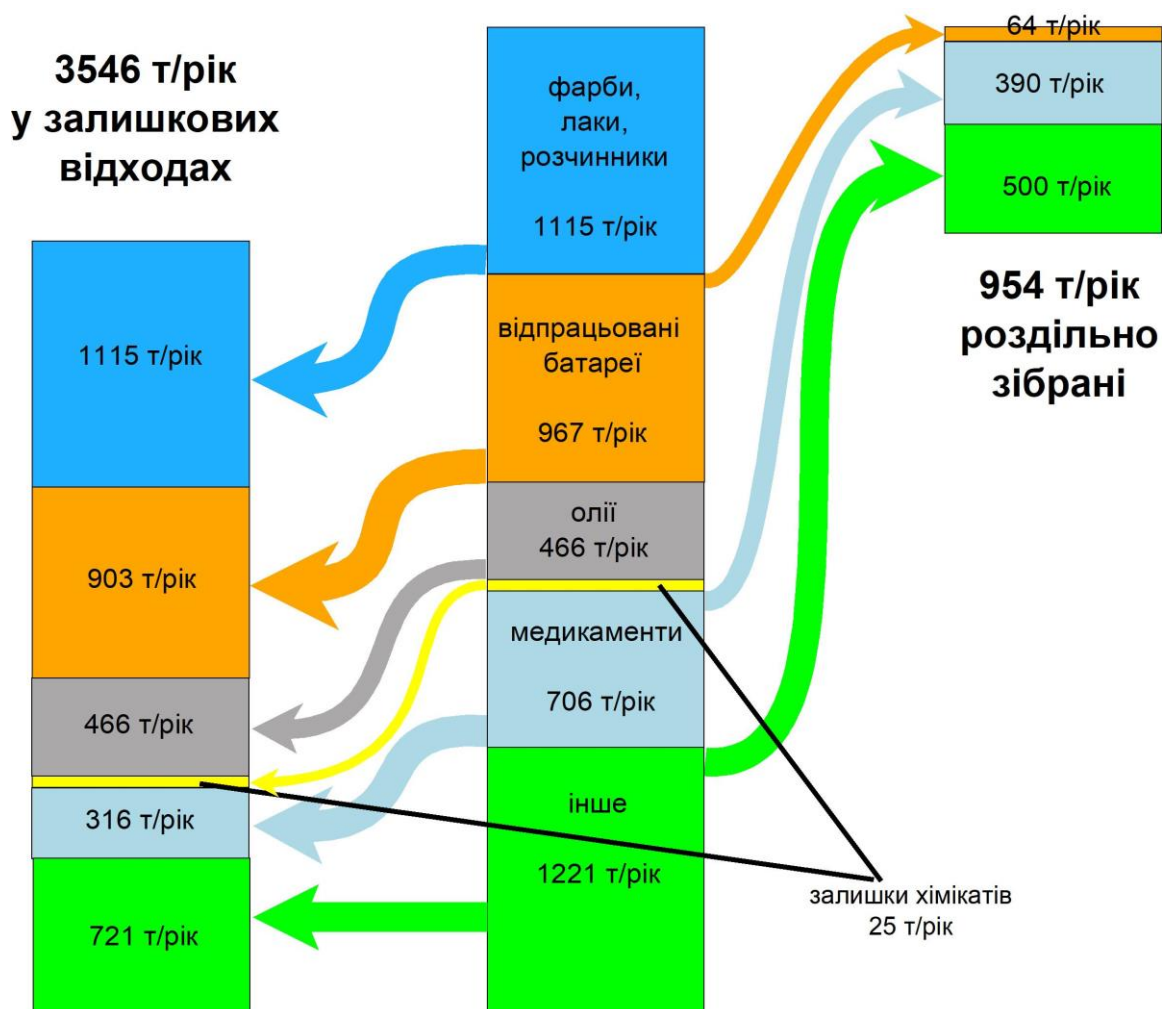 3546 т/рік
у залишкових
відходах
1115 т/рік
903 т/рік
466 т/рік
316 т/рік
721 т/рік
фарби,
лаки,
розчинники
1115 т/рік
відпрацьовані
батареї
967 т/рік
олії
466 т/рік
медикаменти
706 т/рік
інше
1221 т/рік
64 т/рік
390 т/рік
500 т/рік
954 т/рік
роздільно
зібрані
залишки хімікатів
25 т/рік